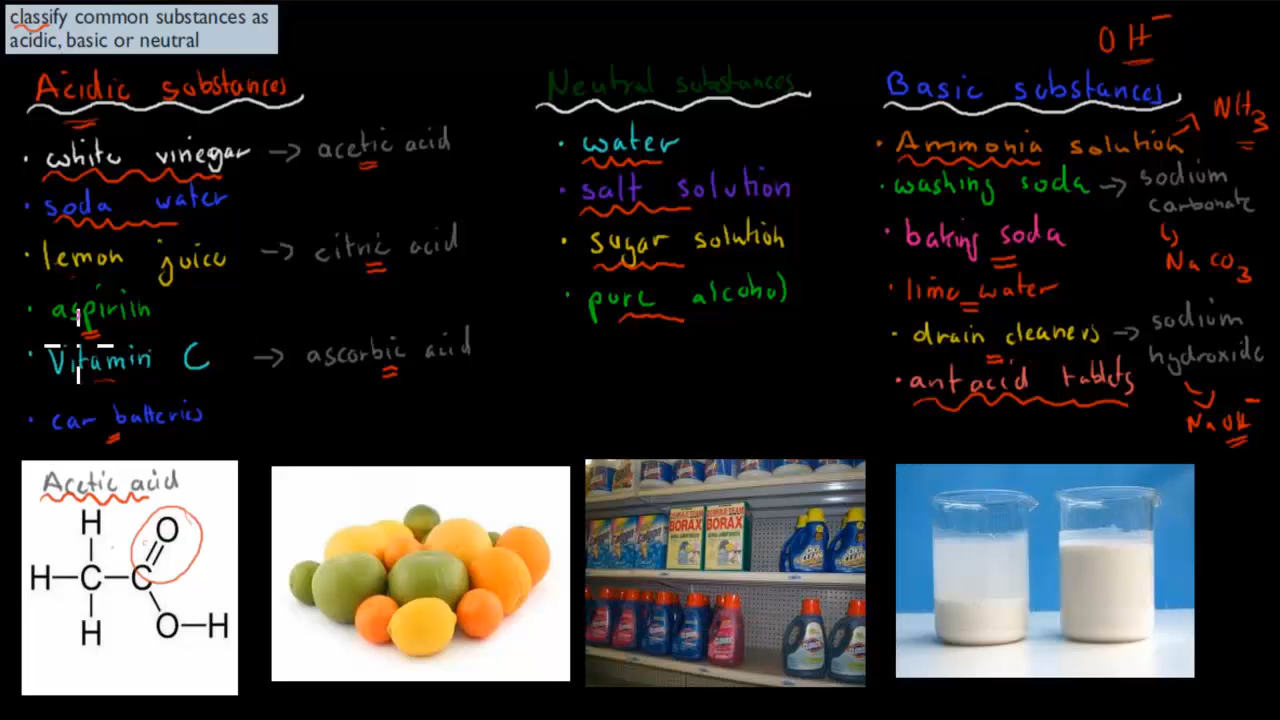 classify common substances as
acidic, basic or neutral
Acidic substances
· white vinegar → acetic acid
· soda water
· lemon juice → citric acid
· aspirin
· Vitamin C → ascorbic acid
· car batteries
Neutral substances
· water
· salt solution
· sugar solution
· pure alcohol
OH⁻
Basic substances
· Ammonia solution → NH3
· washing soda → sodium
carbonate
↳ NaCO3
· baking soda
· lime water
· drain cleaners → sodium
hydroxide
→ NaOH⁻
· antacid tablets
Acetic acid
H O
H C C
H O H
BORAX BORAX